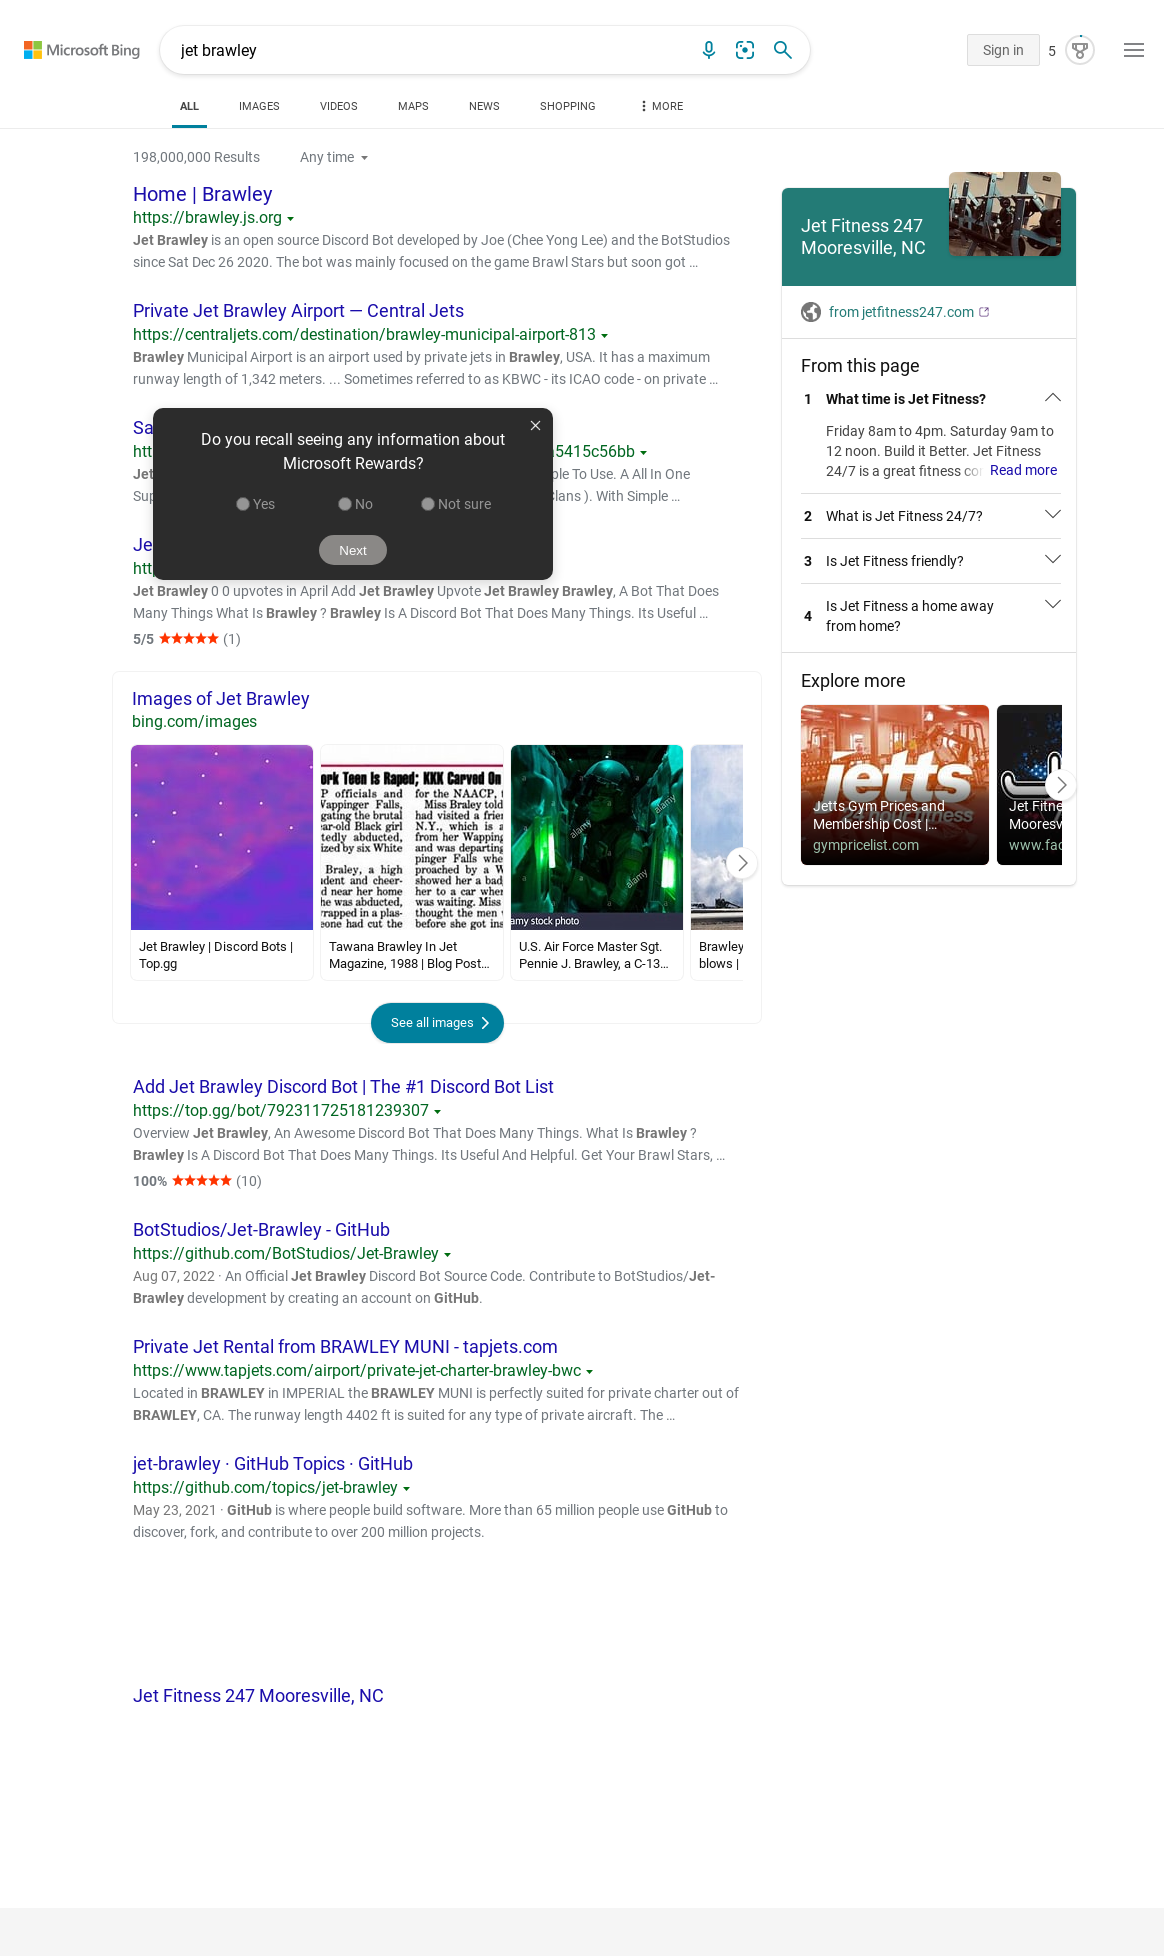 Microsoft Bing
jet brawley
Sign in
5
ALL
IMAGES
VIDEOS
MAPS
NEWS
SHOPPING
MORE
198,000,000 Results
Any time
Home | Brawley
https://brawley.js.org
Jet Brawley is an open source Discord Bot developed by Joe (Chee Yong Lee) and the BotStudios
since Sat Dec 26 2020. The bot was mainly focused on the game Brawl Stars but soon got ...
Private Jet Brawley Airport — Central Jets
https://centraljets.com/destination/brawley-municipal-airport-813
Brawley Municipal Airport is an airport used by private jets in Brawley, USA. It has a maximum
runway length of 1,342 meters. ... Sometimes referred to as KBWC - its ICAO code - on private ...
Sa
htt
5415c56bb
Jet
ple To Use. A All In One
Sup
Clans ). With Simple ...
Do you recall seeing any information about
Microsoft Rewards?
Yes
No
Not sure
Next
Je
http
Jet Brawley 0 0 upvotes in April Add Jet Brawley Upvote Jet Brawley Brawley, A Bot That Does
Many Things What Is Brawley ? Brawley Is A Discord Bot That Does Many Things. Its Useful ...
5/5
(1)
Images of Jet Brawley
bing.com/images
ork Teen Is Raped; KKK Carved On
P officials and
Wappinger Falls,
gating the brutal
ear-old Black girl
tedly abducted,
ized by six White
Braley, a high
udent and cheer-
d near her home
he was abducted,
wrapped in a plas-
eone had cut the
for the NAACP, t
Miss Braley told
had visited a frie
N.Y., which is a
from her Wapping
and was departing
pinger Falls whe
proached by a W
showed her a bad
her to a car when
was waiting. Miss
thought the men w
before she got ins
alamy
alamy
alamy
amy stock photo
Jet Brawley | Discord Bots |
Top.gg
Tawana Brawley In Jet
Magazine, 1988 | Blog Post...
U.S. Air Force Master Sgt.
Pennie J. Brawley, a C-13...
Brawley
blows |
See all images
Add Jet Brawley Discord Bot | The #1 Discord Bot List
https://top.gg/bot/792311725181239307
Overview Jet Brawley, An Awesome Discord Bot That Does Many Things. What Is Brawley ?
Brawley Is A Discord Bot That Does Many Things. Its Useful And Helpful. Get Your Brawl Stars, ...
100%
(10)
BotStudios/Jet-Brawley - GitHub
https://github.com/BotStudios/Jet-Brawley
Aug 07, 2022 · An Official Jet Brawley Discord Bot Source Code. Contribute to BotStudios/Jet-
Brawley development by creating an account on GitHub.
Private Jet Rental from BRAWLEY MUNI - tapjets.com
https://www.tapjets.com/airport/private-jet-charter-brawley-bwc
Located in BRAWLEY in IMPERIAL the BRAWLEY MUNI is perfectly suited for private charter out of
BRAWLEY, CA. The runway length 4402 ft is suited for any type of private aircraft. The ...
jet-brawley · GitHub Topics · GitHub
https://github.com/topics/jet-brawley
May 23, 2021 · GitHub is where people build software. More than 65 million people use GitHub to
discover, fork, and contribute to over 200 million projects.
Jet Fitness 247 Mooresville, NC
Jet Fitness 247
Mooresville, NC
from jetfitness247.com
From this page
1 What time is Jet Fitness?
Friday 8am to 4pm. Saturday 9am to
12 noon. Build it Better. Jet Fitness
24/7 is a great fitness con Read more
2 What is Jet Fitness 24/7?
3 Is Jet Fitness friendly?
4 Is Jet Fitness a home away
from home?
Explore more
jetts
24 hour fitness
Jetts Gym Prices and
Membership Cost |...
gympricelist.com
Jet Fitne
Mooresv
www.fac